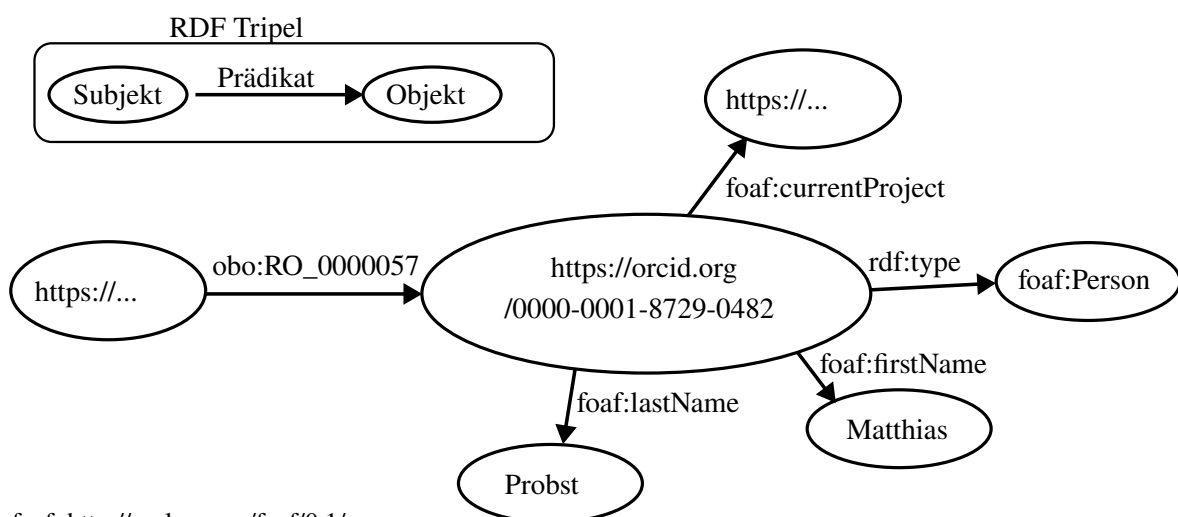 RDF Tripel
Subjekt
Prädikat
Objekt
https://...
foaf:currentProject
https://...
obo:RO_0000057
https://orcid.org
/0000-0001-8729-0482
rdf:type
foaf:Person
foaf:firstName
Matthias
foaf:lastName
Probst